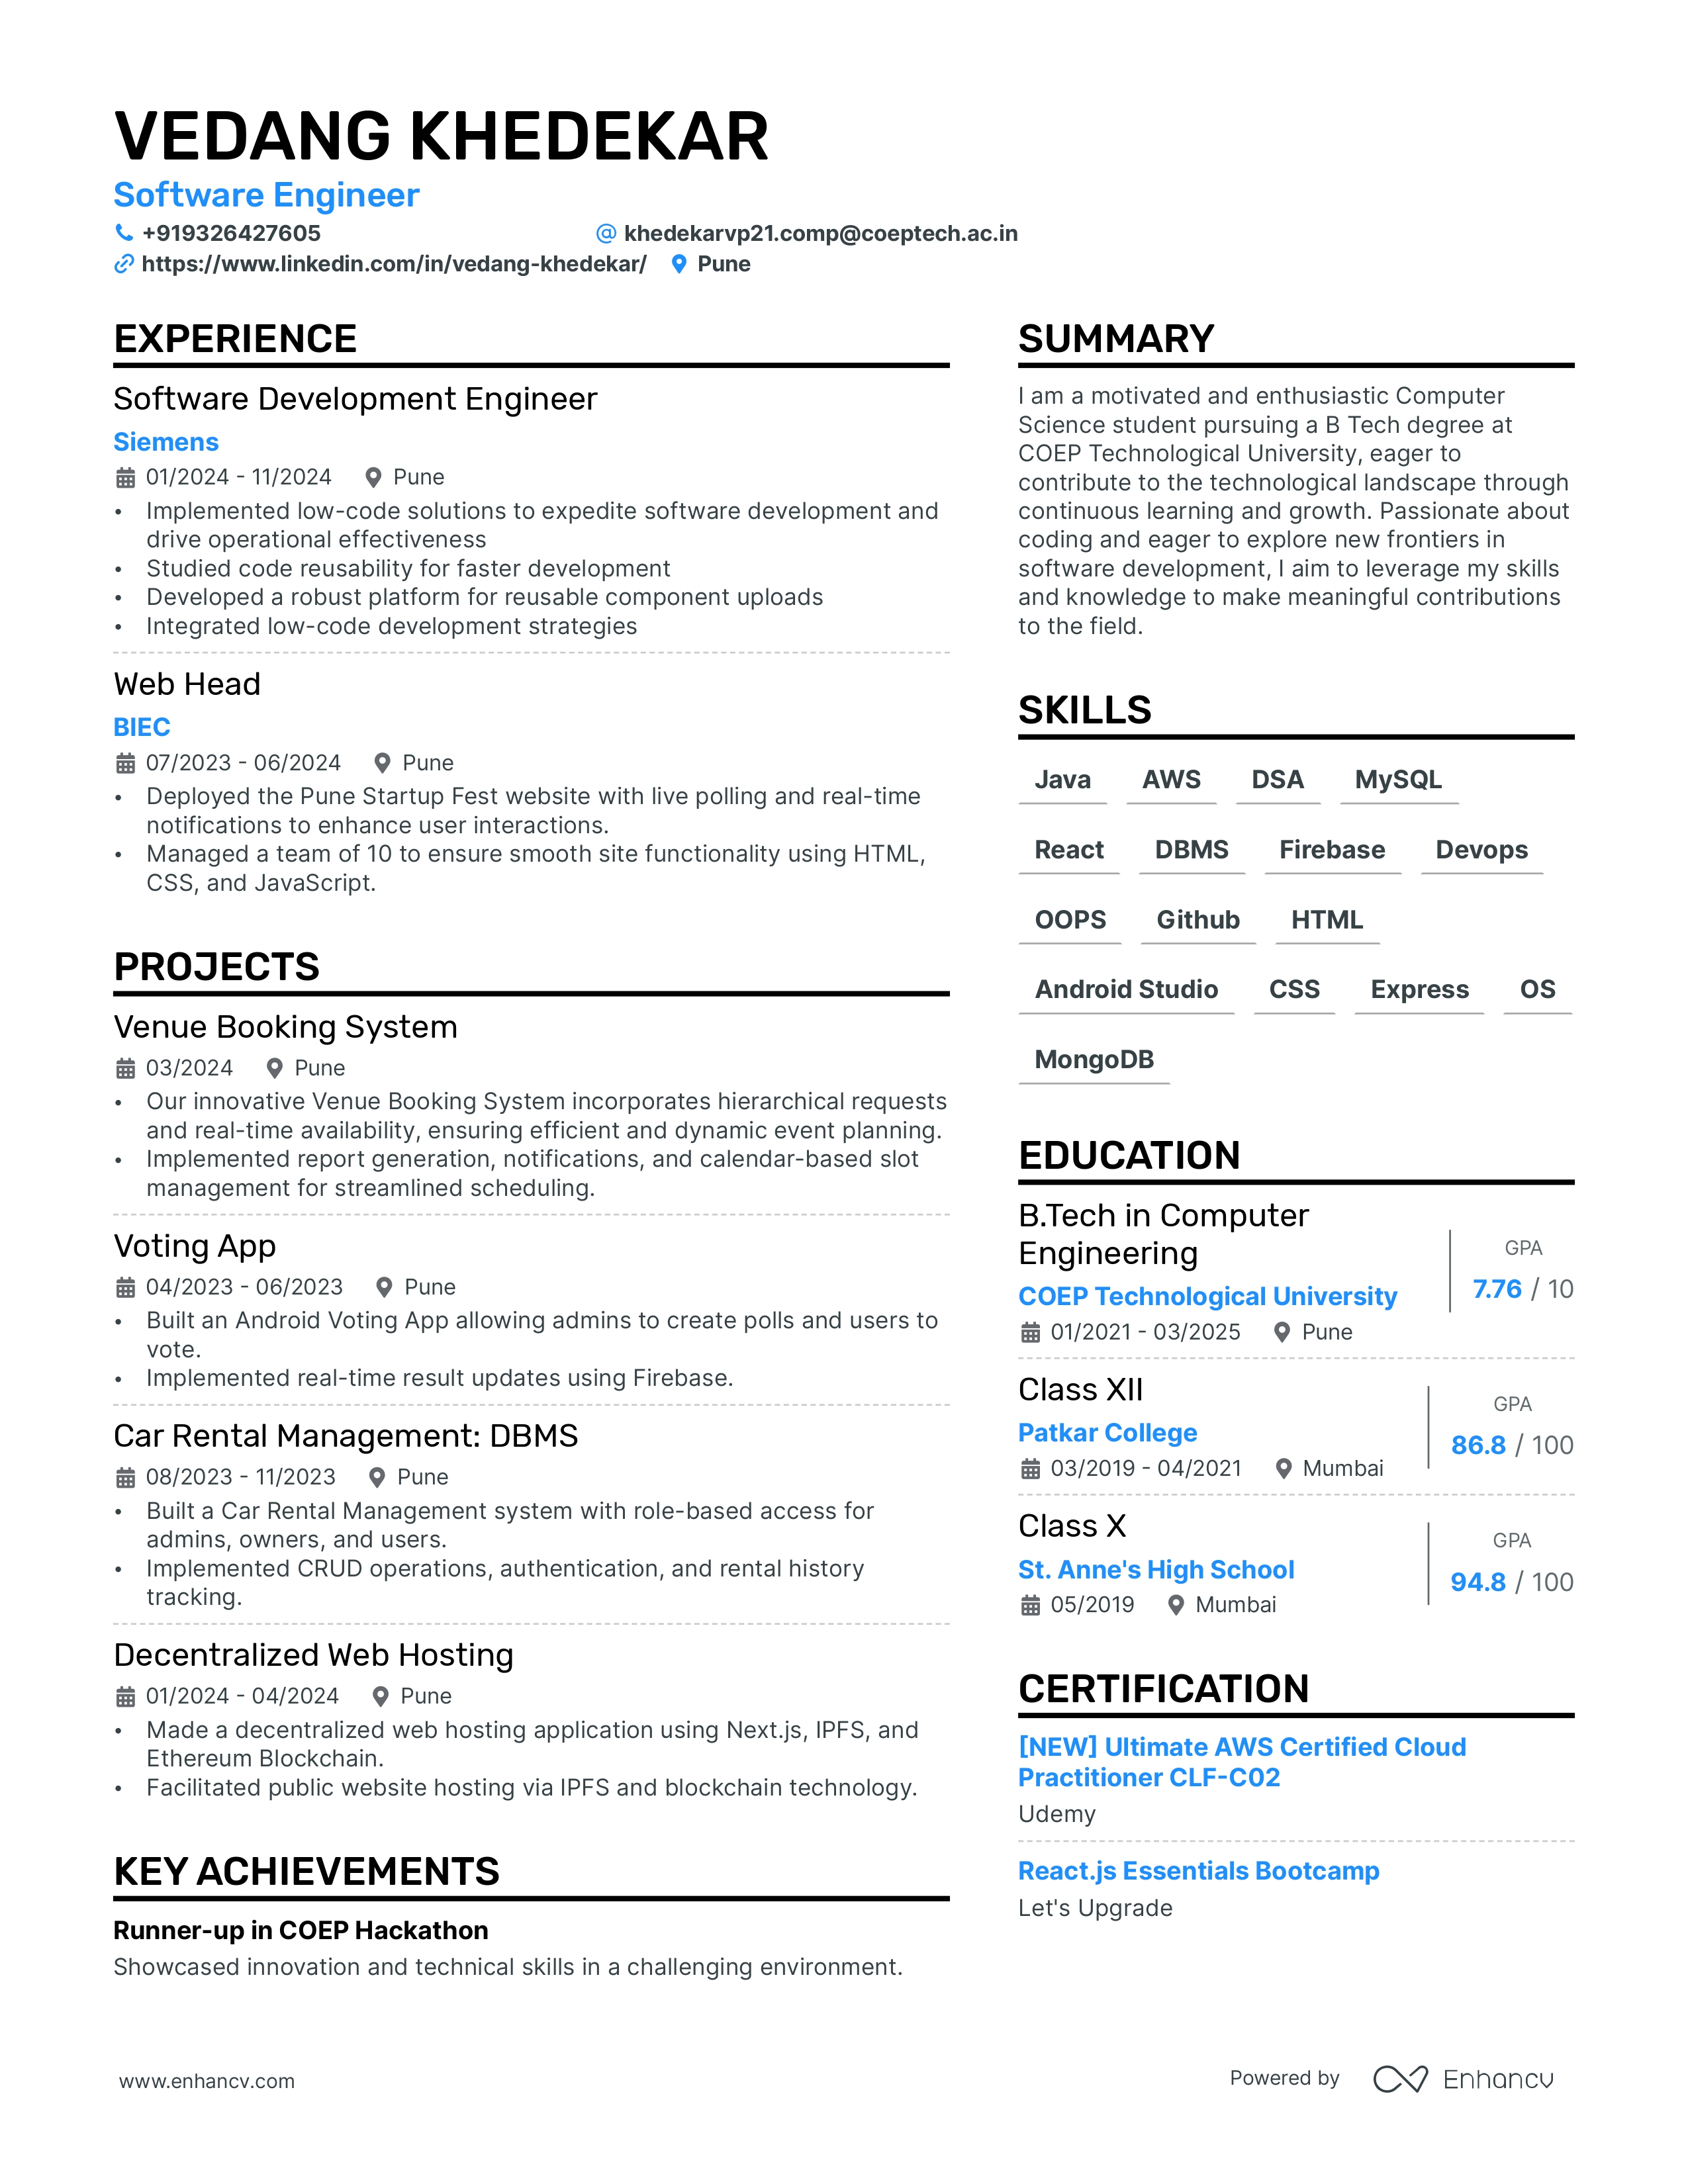 VEDANG KHEDEKAR
Software Engineer
+919326427605
@ khedekarvp21.comp@coeptech.ac.in
https://www.linkedin.com/in/vedang-khedekar/
Pune
EXPERIENCE
Software Development Engineer
Siemens
01/2024 - 11/2024 Pune
• Implemented low-code solutions to expedite software development and
drive operational effectiveness
• Studied code reusability for faster development
• Developed a robust platform for reusable component uploads
• Integrated low-code development strategies
Web Head
BIEC
07/2023 - 06/2024 Pune
• Deployed the Pune Startup Fest website with live polling and real-time
notifications to enhance user interactions.
• Managed a team of 10 to ensure smooth site functionality using HTML,
CSS, and JavaScript.
PROJECTS
Venue Booking System
03/2024 Pune
• Our innovative Venue Booking System incorporates hierarchical requests
and real-time availability, ensuring efficient and dynamic event planning.
• Implemented report generation, notifications, and calendar-based slot
management for streamlined scheduling.
Voting App
04/2023 - 06/2023 Pune
• Built an Android Voting App allowing admins to create polls and users to
vote.
• Implemented real-time result updates using Firebase.
Car Rental Management: DBMS
08/2023 - 11/2023 Pune
• Built a Car Rental Management system with role-based access for
admins, owners, and users.
• Implemented CRUD operations, authentication, and rental history
tracking.
Decentralized Web Hosting
01/2024 - 04/2024 Pune
• Made a decentralized web hosting application using Next.js, IPFS, and
Ethereum Blockchain.
• Facilitated public website hosting via IPFS and blockchain technology.
KEY ACHIEVEMENTS
Runner-up in COEP Hackathon
Showcased innovation and technical skills in a challenging environment.
SUMMARY
I am a motivated and enthusiastic Computer
Science student pursuing a B Tech degree at
COEP Technological University, eager to
contribute to the technological landscape through
continuous learning and growth. Passionate about
coding and eager to explore new frontiers in
software development, I aim to leverage my skills
and knowledge to make meaningful contributions
to the field.
SKILLS
Java AWS DSA MySQL
React DBMS Firebase Devops
OOPS Github HTML
Android Studio CSS Express OS
MongoDB
EDUCATION
B.Tech in Computer
Engineering
COEP Technological University
01/2021 - 03/2025 Pune
GPA
7.76 / 10
Class XII
Patkar College
03/2019 - 04/2021 Mumbai
GPA
86.8 / 100
Class X
St. Anne's High School
05/2019 Mumbai
GPA
94.8 / 100
CERTIFICATION
[NEW] Ultimate AWS Certified Cloud
Practitioner CLF-C02
Udemy
React.js Essentials Bootcamp
Let's Upgrade
www.enhancv.com
Powered by Enhancv